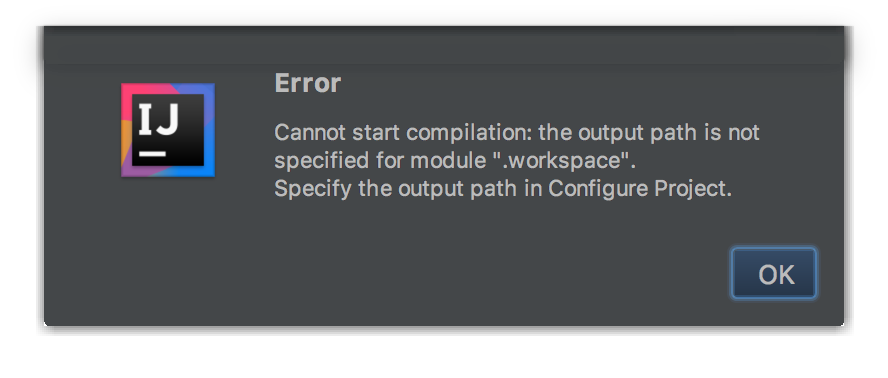 Error
IJ
Cannot start compilation: the output path is not
specified for module ".workspace".
Specify the output path in Configure Project.
OK